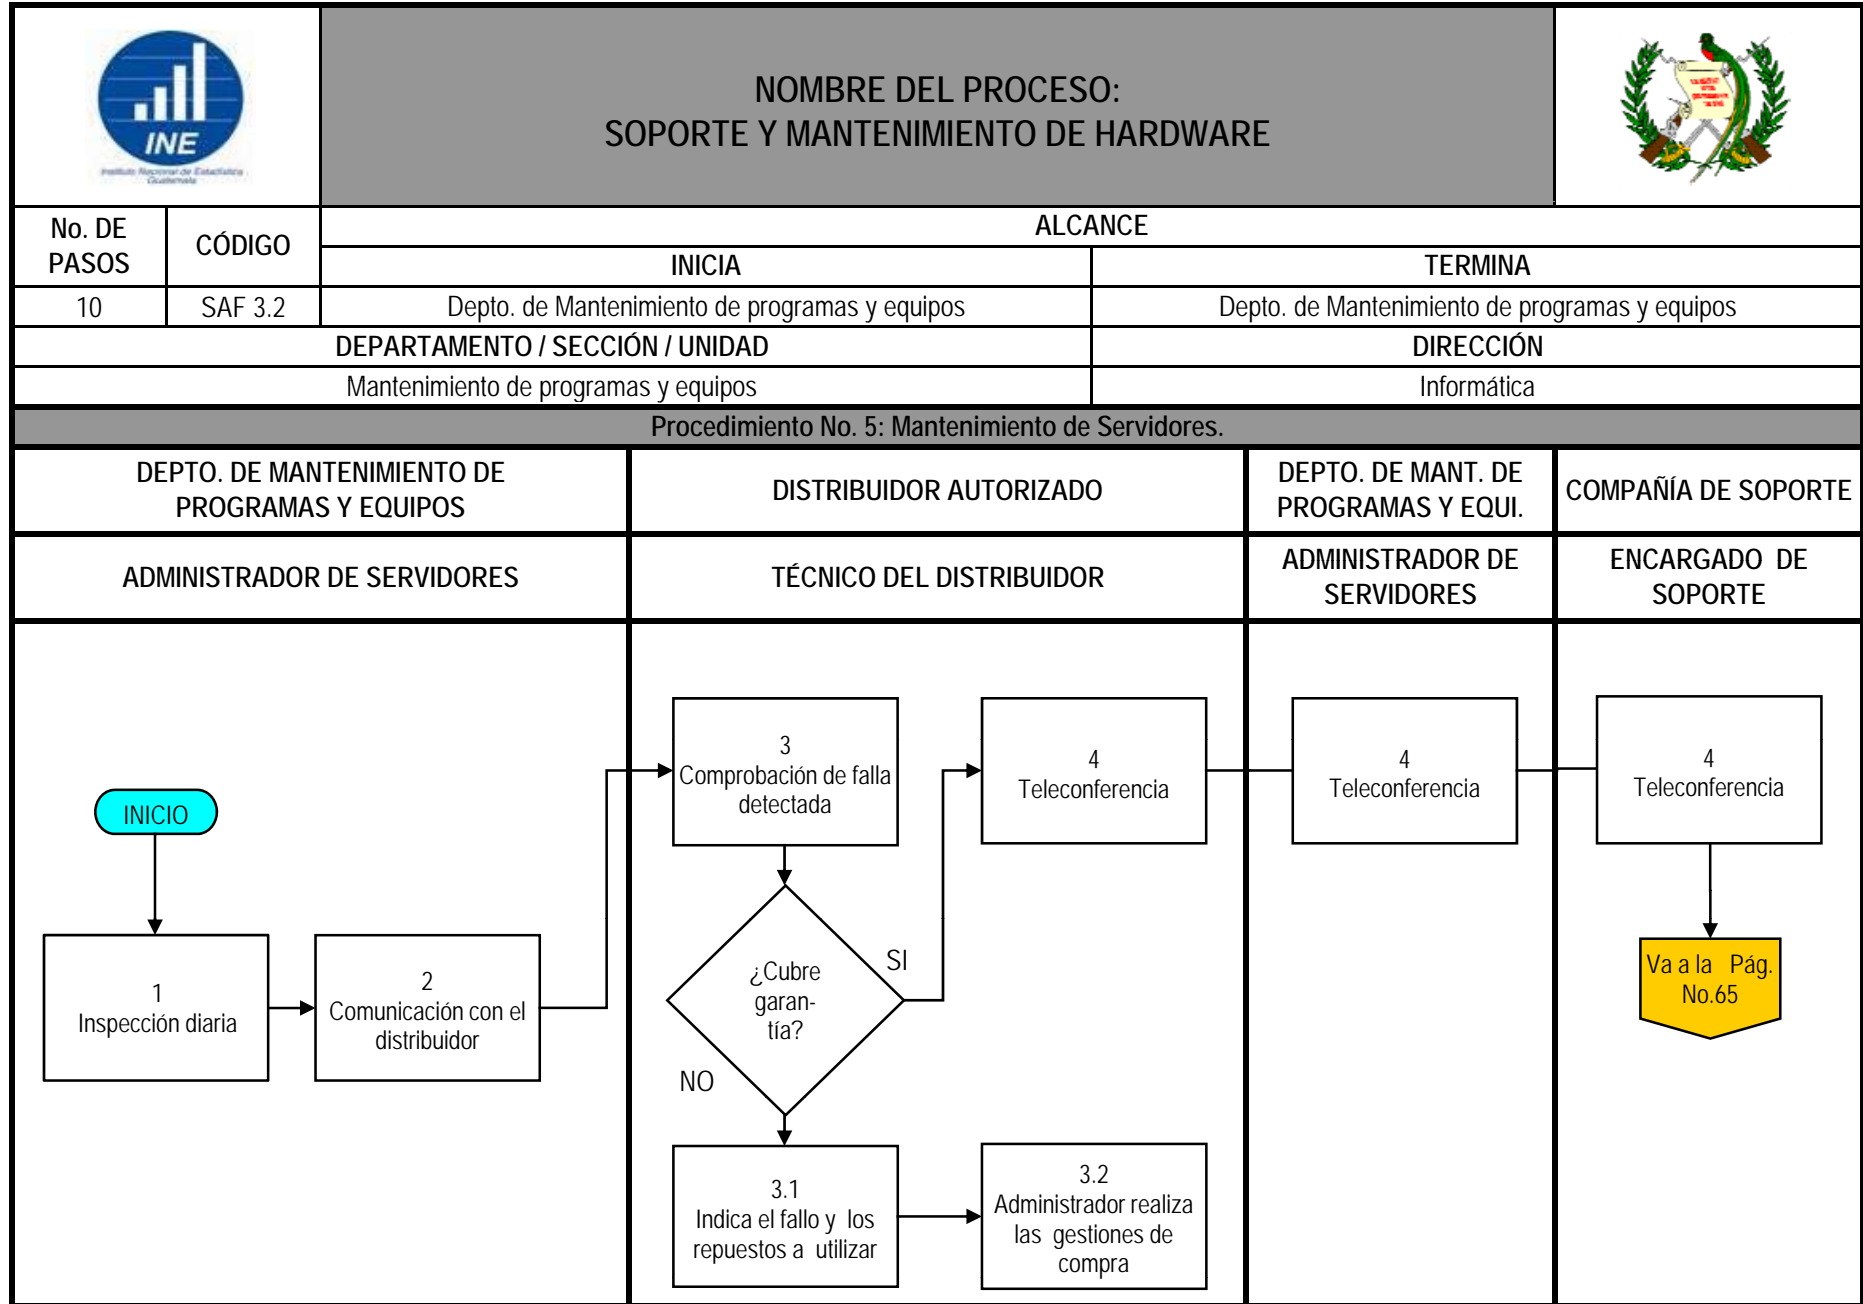 INE
Instituto Nacional de Estadística
Guatemala
NOMBRE DEL PROCESO:
SOPORTE Y MANTENIMIENTO DE HARDWARE
No. DE
PASOS
CÓDIGO
ALCANCE
INICIA
TERMINA
10
SAF 3.2
Depto. de Mantenimiento de programas y equipos
Depto. de Mantenimiento de programas y equipos
DEPARTAMENTO / SECCIÓN / UNIDAD
DIRECCIÓN
Mantenimiento de programas y equipos
Informática
Procedimiento No. 5: Mantenimiento de Servidores.
DEPTO. DE MANTENIMIENTO DE
PROGRAMAS Y EQUIPOS
DISTRIBUIDOR AUTORIZADO
DEPTO. DE MANT. DE
PROGRAMAS Y EQUI.
COMPAÑÍA DE SOPORTE
ADMINISTRADOR DE SERVIDORES
TÉCNICO DEL DISTRIBUIDOR
ADMINISTRADOR DE
SERVIDORES
ENCARGADO DE
SOPORTE
INICIO
1
Inspección diaria
2
Comunicación con el
distribuidor
3
Comprobación de falla
detectada
¿Cubre
garan-
tía?
SI
NO
3.1
Indica el fallo y los
repuestos a utilizar
3.2
Administrador realiza
las gestiones de
compra
4
Teleconferencia
4
Teleconferencia
4
Teleconferencia
Va a la Pág.
No.65